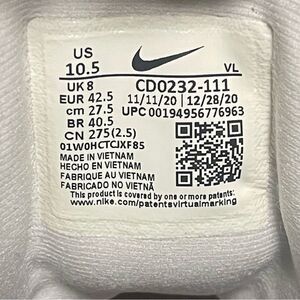 US
10.5
VL
UK 8
CD0232-111
EUR 42.5
11/11/20 | 12/28/20
cm 27.5
UPC 00194956776963
BR 40.5
CN 275(2.5)
01W0HCTCJXF85
MADE IN VIETNAM
HECHO EN VIETNAM
FABRIQUE AU VIETNAM
FABRICADO NO VIETNÃ
This product is covered by one or more patents.
www.nike.com/patentsvirtualmarking